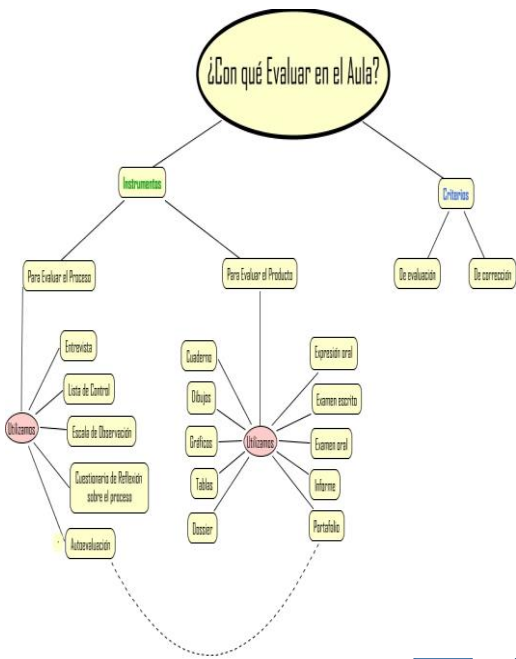 ¿Con qué Evaluar en el Aula?
Instrumentos
Criterios
Para Evaluar el Proceso
Para Evaluar el Producto
De evaluación
De corrección
Utilizamos
Entrevista
Lista de Control
Escala de Observación
Cuestionario de Reflexión
sobre el proceso
Autoevaluación
Utilizamos
Cuaderno
Dibujos
Gráficos
Tablas
Dossier
Expresión oral
Examen escrito
Examen oral
Informe
Portafolio